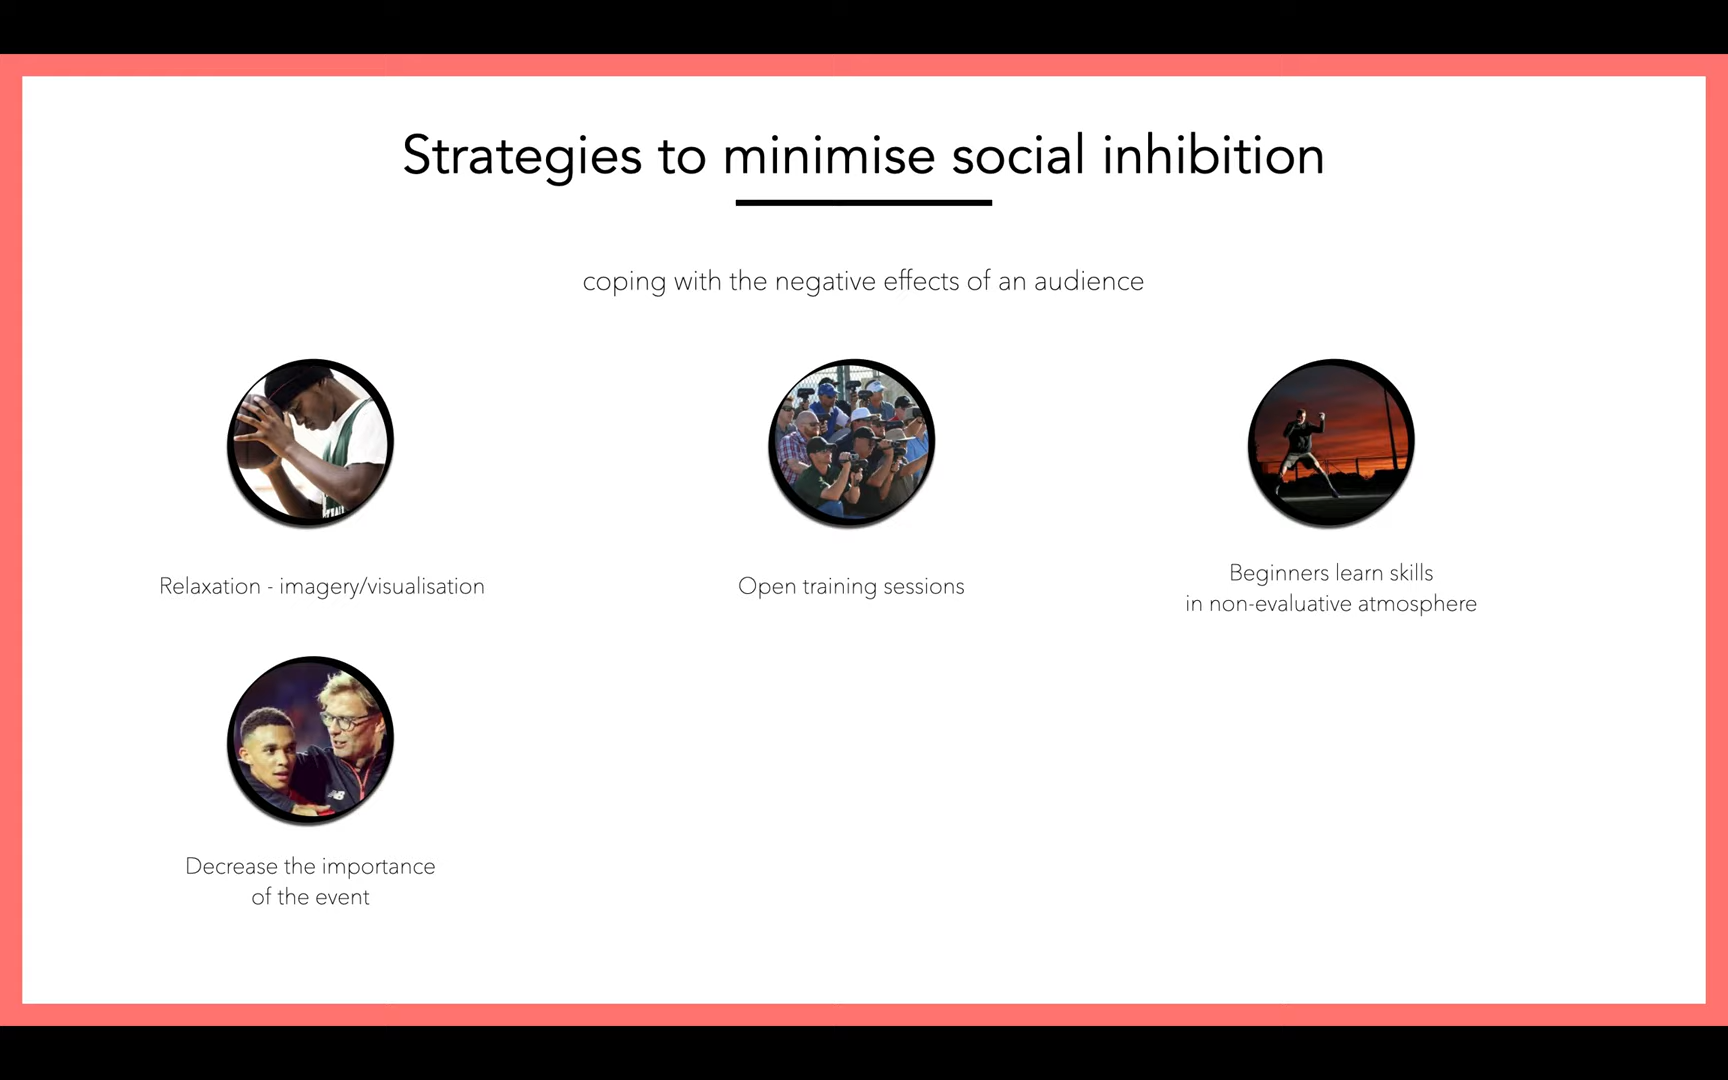 Strategies to minimise social inhibition
coping with the negative effects of an audience
Relaxation - imagery/visualisation
Open training sessions
Beginners learn skills
in non-evaluative atmosphere
Decrease the importance
of the event